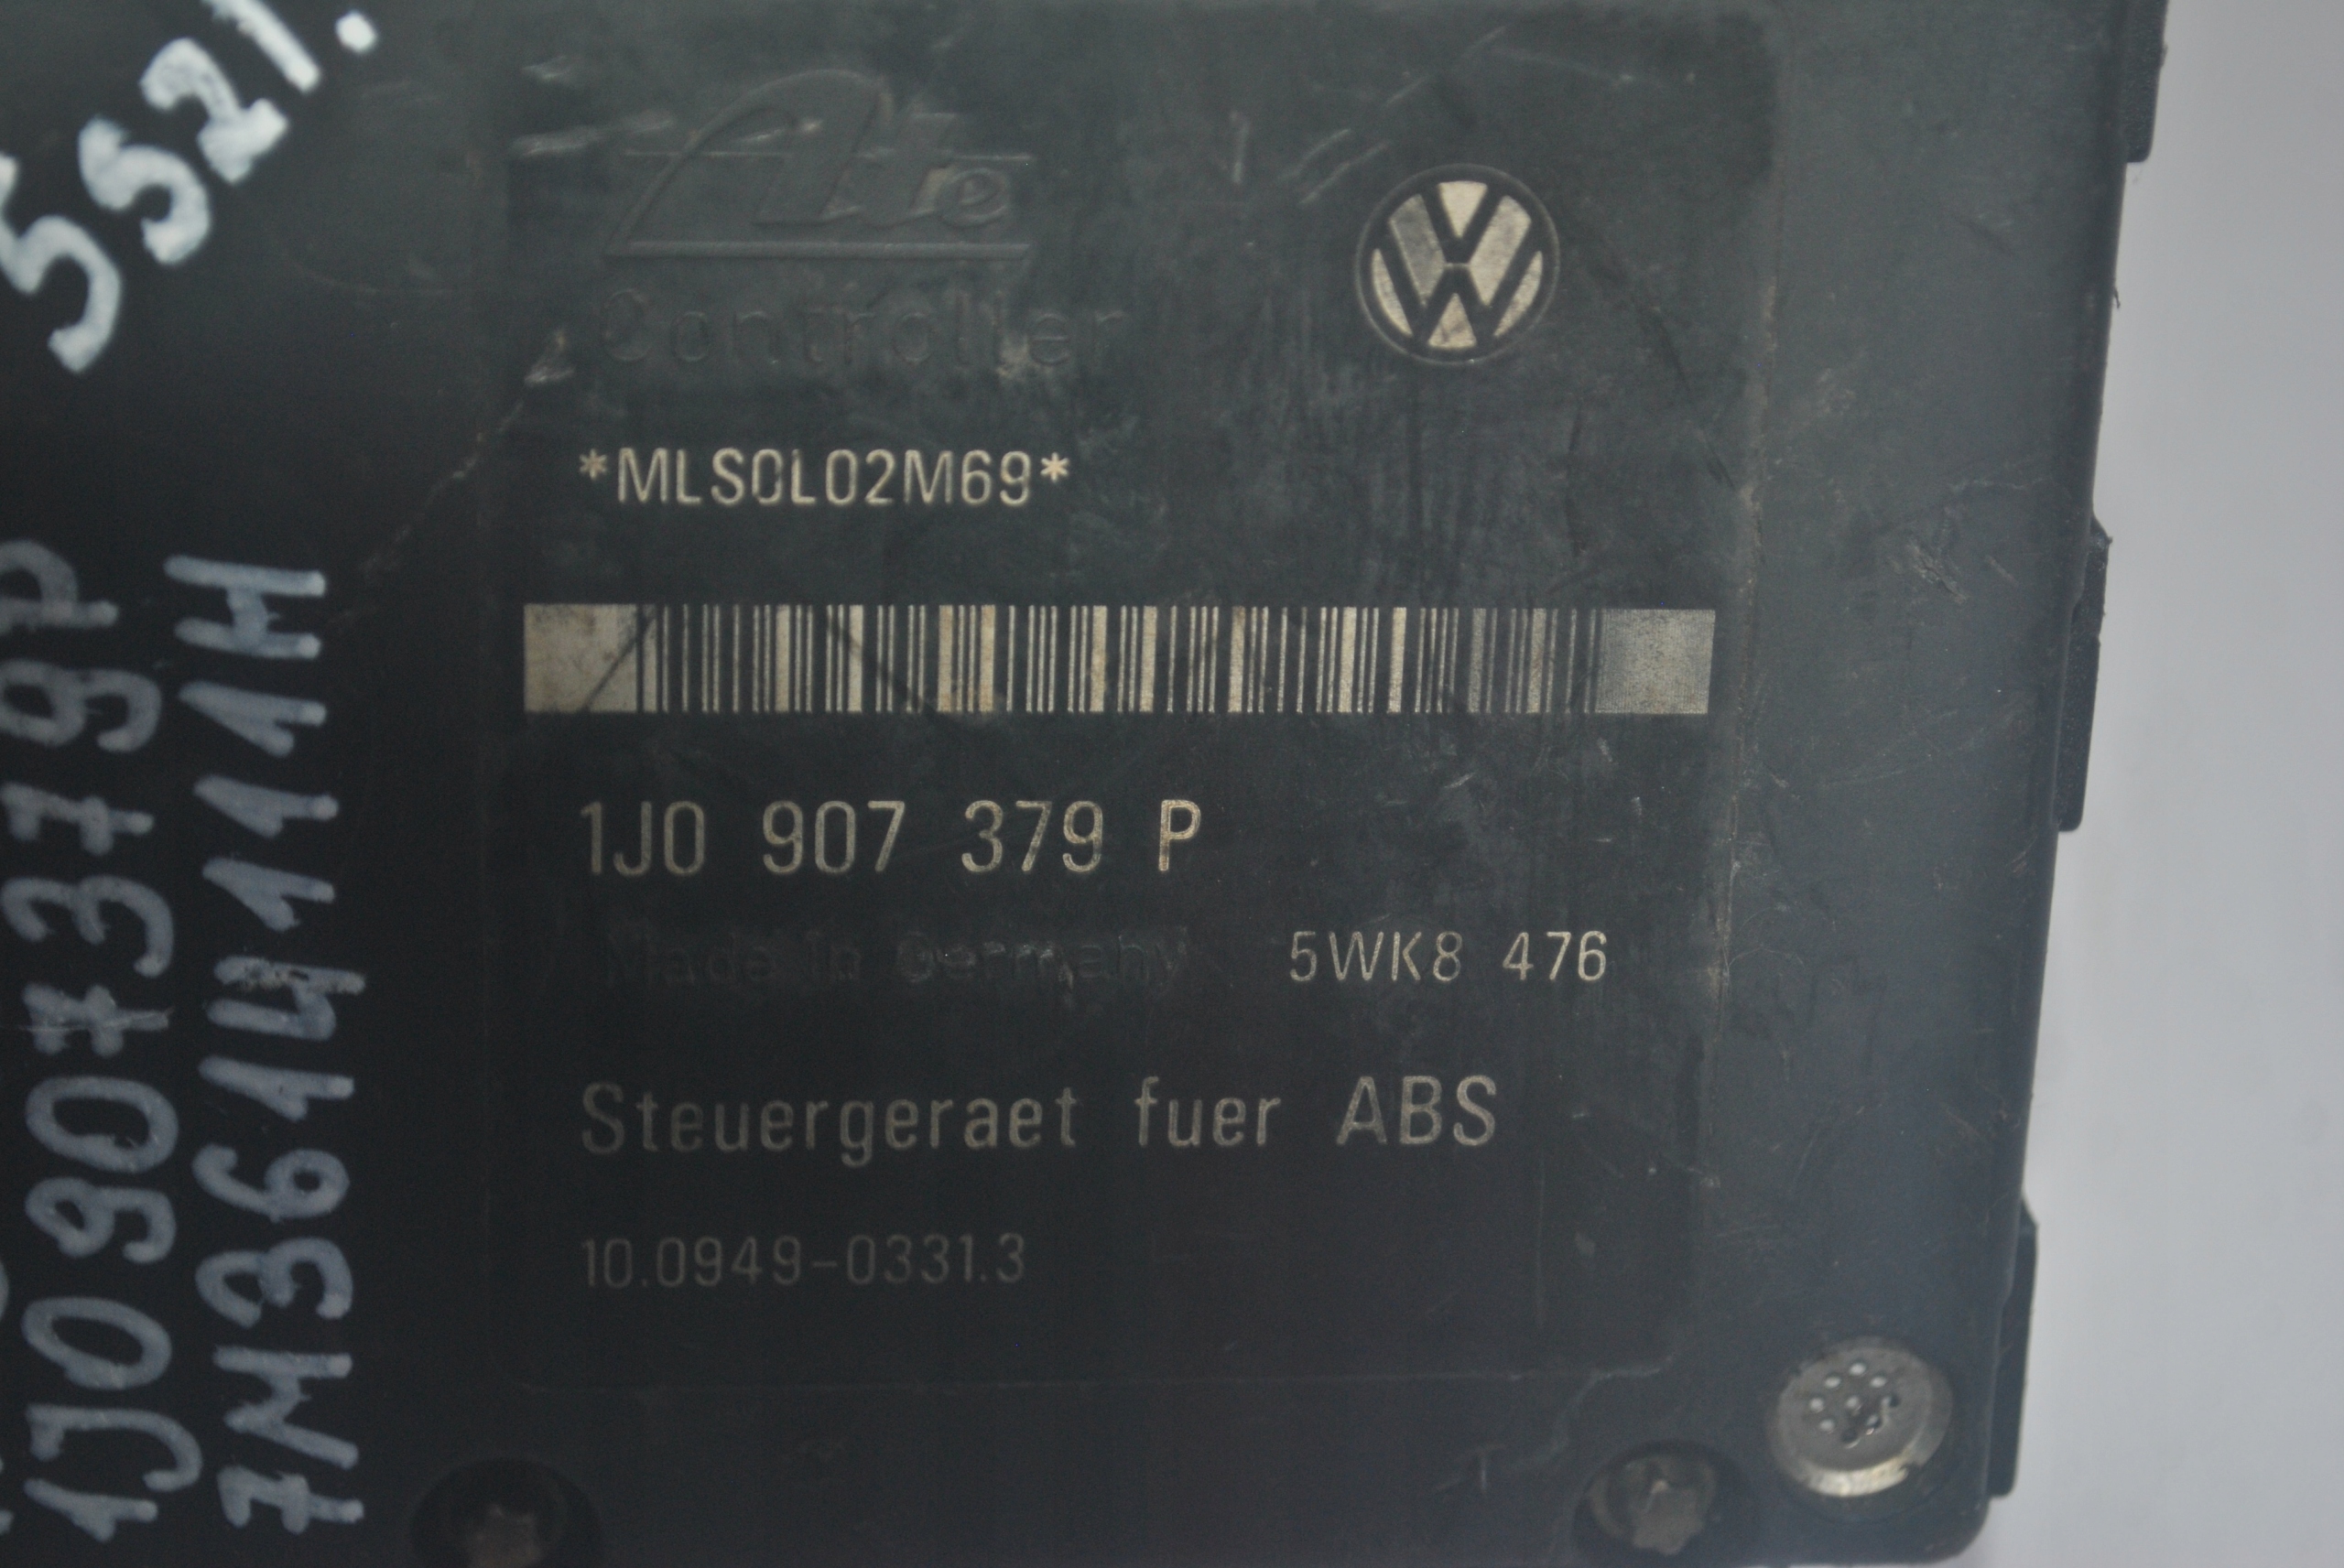 5521.
Ate
Controller
*MLS0L02M69*
1J0 907 379 P
Made in Germany 5WK8 476
Steuergeraet fuer ABS
10.0949-0331.3
1J0907379P
7M3614111H